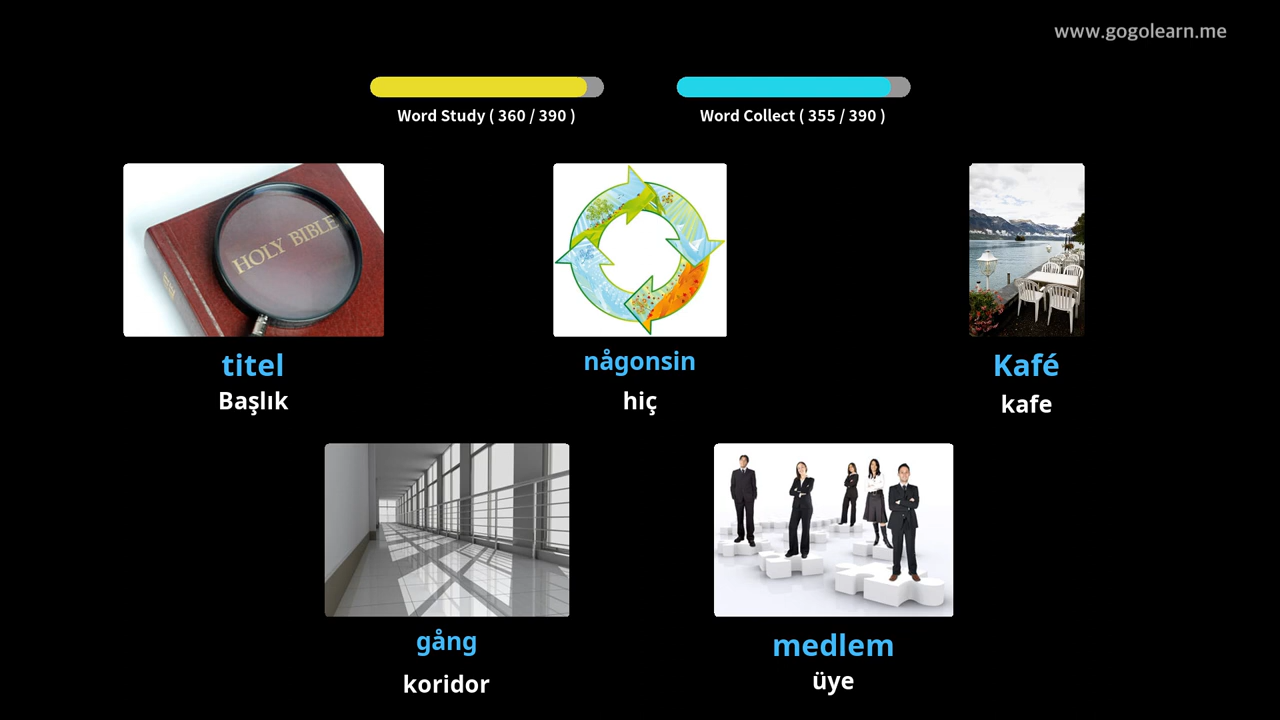 www.gogolearn.me
Word Study ( 360 / 390 )
Word Collect ( 355 / 390 )
HOLY BIBLE
titel
Başlık
någonsin
hiç
Kafé
kafe
gång
koridor
medlem
üye